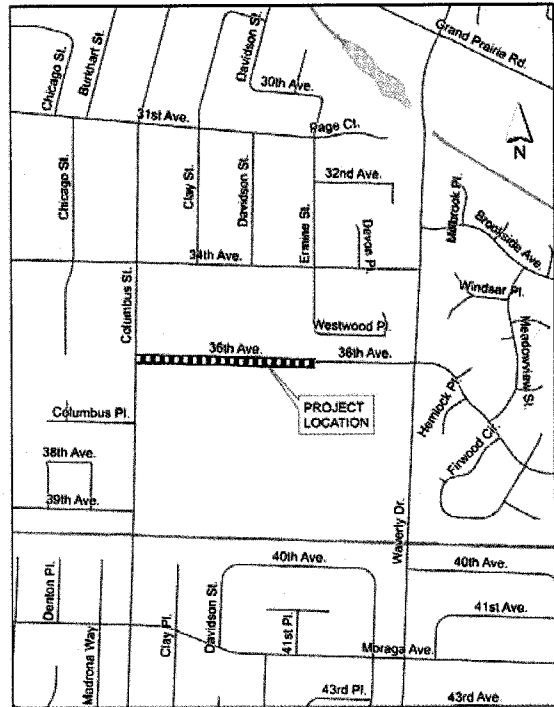 Grand Prairie Rd.
Chicago St.
Burkhart St.
Davidson St.
30th Ave.
31st Ave.
Page Ct.
N
Chicago St.
Clay St.
Davidson St.
Ermine St.
32nd Ave.
Devon Pl.
Millbrook Pl.
Brookside Ave.
34th Ave.
Columbus St.
Windsar Pl.
Westwood Pl.
Meadowview St.
36th Ave.
36th Ave.
Hemlock Pl.
PROJECT
LOCATION
Columbus Pl.
Firwood Cir.
38th Ave.
39th Ave.
Waverly Dr.
40th Ave.
40th Ave.
Denton Pl.
Madrona Way
Clay Pl.
Davidson St.
41st Pl.
41st Ave.
Moraga Ave.
43rd Pl.
43rd Ave.